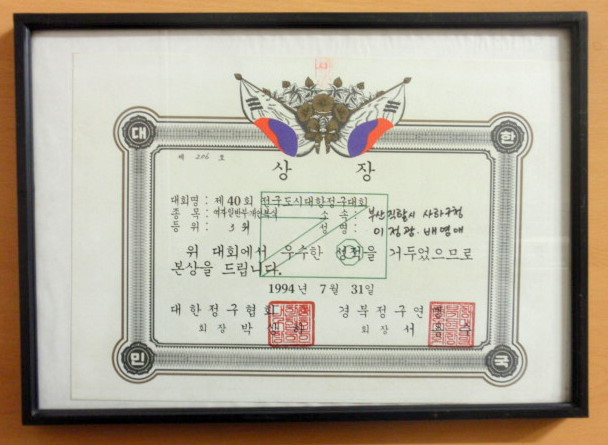 대 한
제 206 호
상 장
대회명 : 제40회 전국도시대항정구대회
종목 : 여자일반부개인복식 소속 : 부산직할시 사하구청
등위 : 3위 성명 : 이정광·배명애
위 대회에서 우수한 성적을 거두었으므로
본상을 드립니다.
1994년 7월 31일
대한정구협회 경북정구연맹
회장 박상 회장 서
민 국